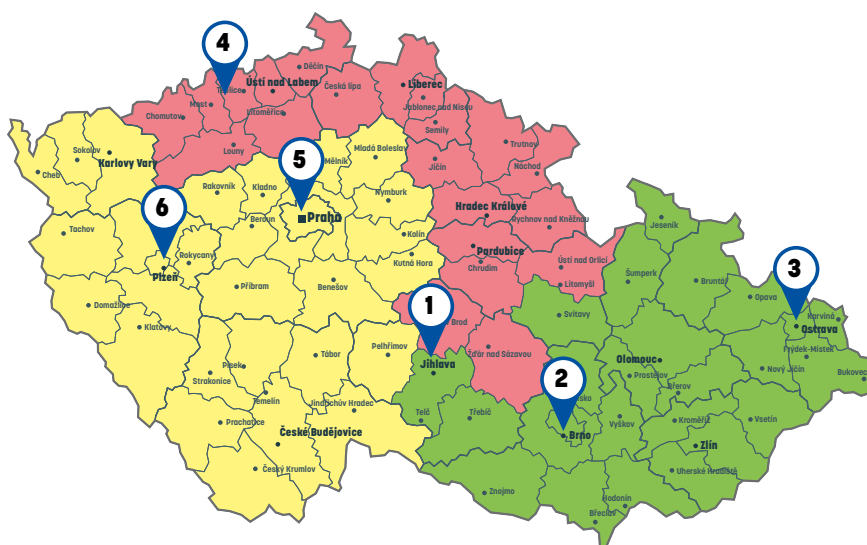 4
Děčín
Teplice
Ústí nad Labem
Liberec
Česká lípa
Most
Jablonec nad Nisou
Chomutov
Litoměřice
Semily
Trutnov
Louny
5
Mladá Boleslav
Mělník
Jičín
Náchod
Sokolov
Karlovy Vary
Cheb
Rakovník
Kladno
Nymburk
Hradec Králové
6
Praha
Rychnov nad Kněžnou
Beroun
Jeseník
Tachov
Kolín
Pardubice
Rokycany
Kutná Hora
Chrudim
Ústí nad Orlicí
3
Plzeň
Příbram
Benešov
Litomyšl
Šumperk
Bruntál
Opava
Domažlice
1
Svitavy
Karviná
Klatovy
Brod
Ostrava
Tábor
Pelhřimov
Žďár nad Sázavou
Frýdek-Místek
Písek
Jihlava
2
Olomouc
Nový Jičín
Bukovec
Strakonice
Prostějov
Temelín
Jindřichův Hradec
sko
Přerov
Prachatice
Telč
Třebíč
Vyškov
Kroměříž
Vsetín
České Budějovice
Brno
Zlín
Český Krumlov
Uherské Hradiště
Znojmo
Hodonín
Břeclav